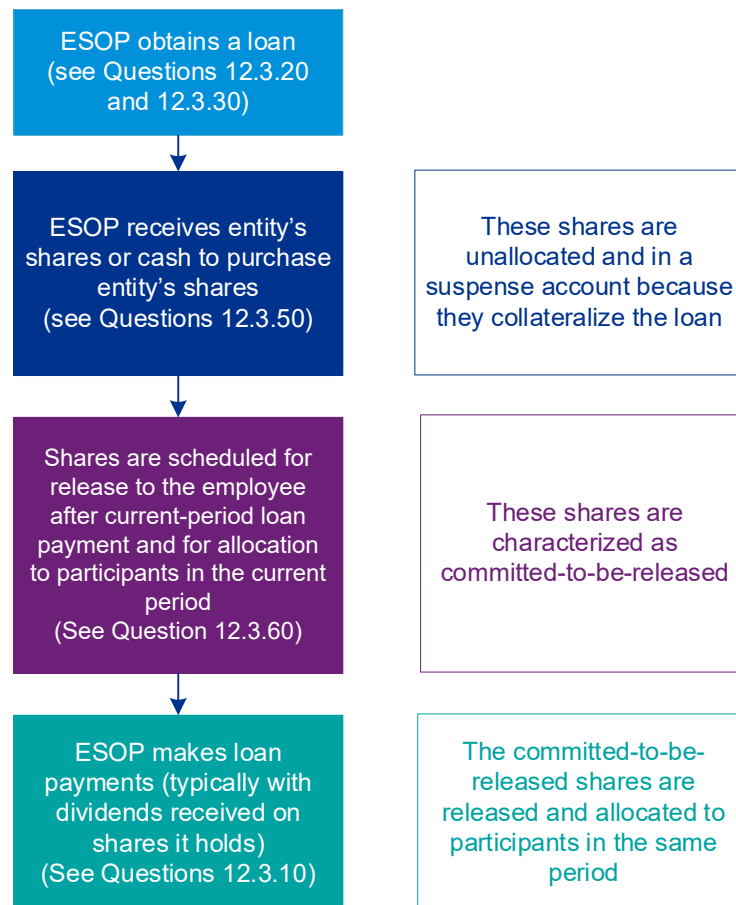 ESOP obtains a loan
(see Questions 12.3.20
and 12.3.30)
ESOP receives entity's
shares or cash to purchase
entity's shares
(see Questions 12.3.50)
These shares are
unallocated and in a
suspense account because
they collateralize the loan
Shares are scheduled for
release to the employee
after current-period loan
payment and for allocation
to participants in the current
period
(See Question 12.3.60)
These shares are
characterized as
committed-to-be-released
ESOP makes loan
payments (typically with
dividends received on
shares it holds)
(See Questions 12.3.10)
The committed-to-be-
released shares are
released and allocated to
participants in the same
period